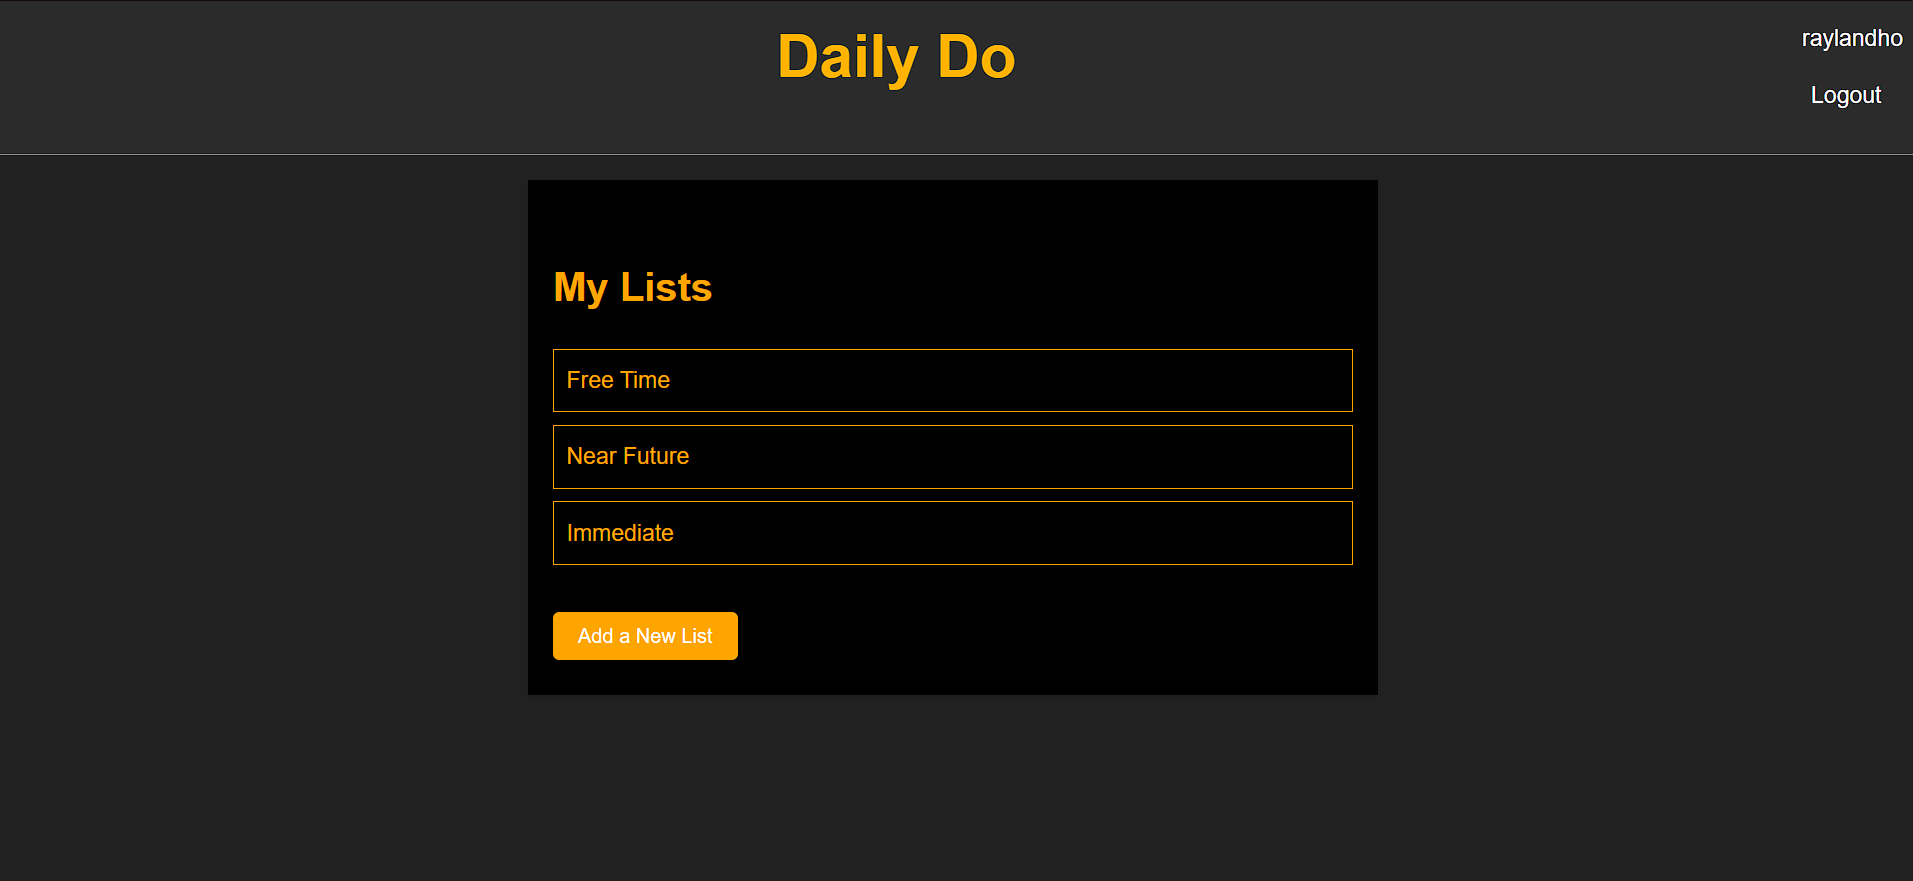 Daily Do
raylandho
Logout
My Lists
Free Time
Near Future
Immediate
Add a New List